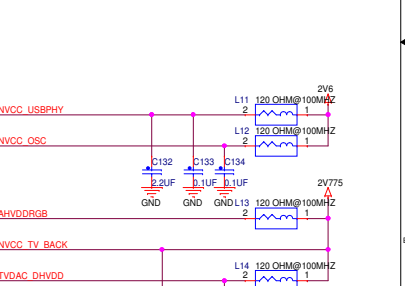 2V6
L11 120 OHM@100MHZ
NVCC_USBPHY 2 1
L12 120 OHM@100MHZ
NVCC_OSC 2 1
C132 C133 C134
2.2UF 0.1UF 0.1UF
GND GND GND
2V775
L13 120 OHM@100MHZ
AHVDDRGB 2 1
NVCC_TV_BACK
L14 120 OHM@100MHZ
TVDAC_DHVDD 2 1